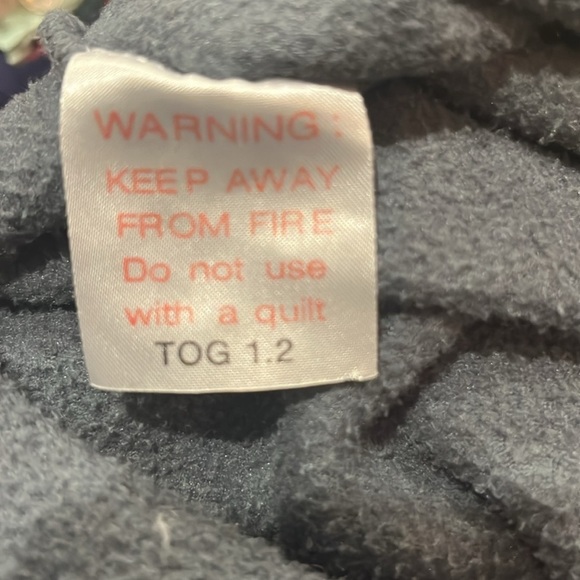 WARNING:
KEEP AWAY
FROM FIRE
Do not use
with a quilt
TOG 1.2